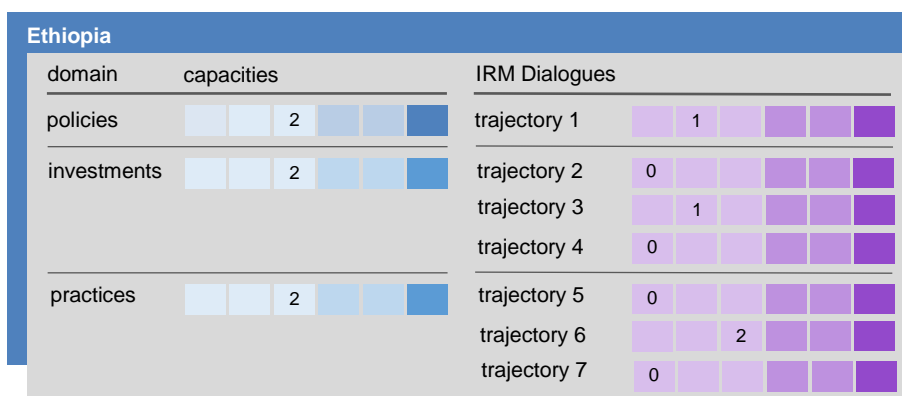 Ethiopia
domain capacities IRM Dialogues
policies 2 trajectory 1 1
investments 2 trajectory 2 0
trajectory 3 1
trajectory 4 0
practices 2 trajectory 5 0
trajectory 6 2
trajectory 7 0